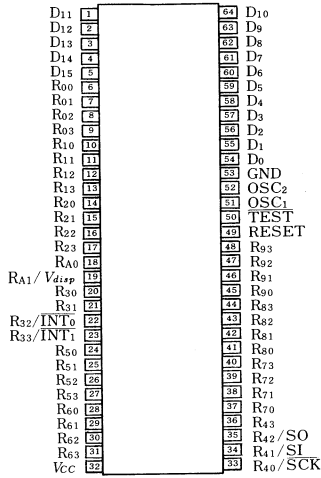 D11 1 64 D10
D12 2 63 D9
D13 3 62 D8
D14 4 61 D7
D15 5 60 D6
R00 6 59 D5
R01 7 58 D4
R02 8 57 D3
R03 9 56 D2
R10 10 55 D1
R11 11 54 D0
R12 12 53 GND
R13 13 52 OSC2
R20 14 51 OSC1
R21 15 50 TEST
R22 16 49 RESET
R23 17 48 R93
RA0 18 47 R92
RA1/Vdisp 19 46 R91
R30 20 45 R90
R31 21 44 R83
R32/INT0 22 43 R82
R33/INT1 23 42 R81
R50 24 41 R80
R51 25 40 R73
R52 26 39 R72
R53 27 38 R71
R60 28 37 R70
R61 29 36 R43
R62 30 35 R42/SO
R63 31 34 R41/SI
VCC 32 33 R40/SCK